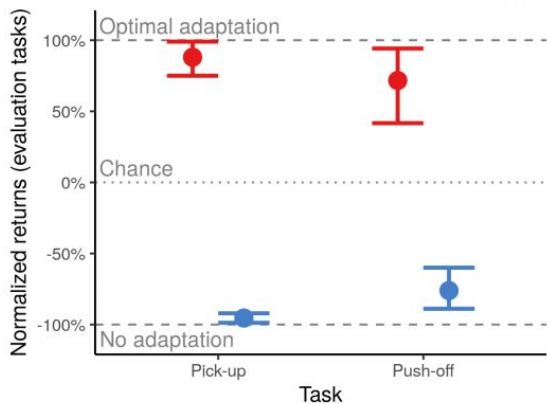 Normalized returns (evaluation tasks)
100%
50%
0%
-50%
-100%
Optimal adaptation
Chance
No adaptation
Pick-up
Push-off
Task